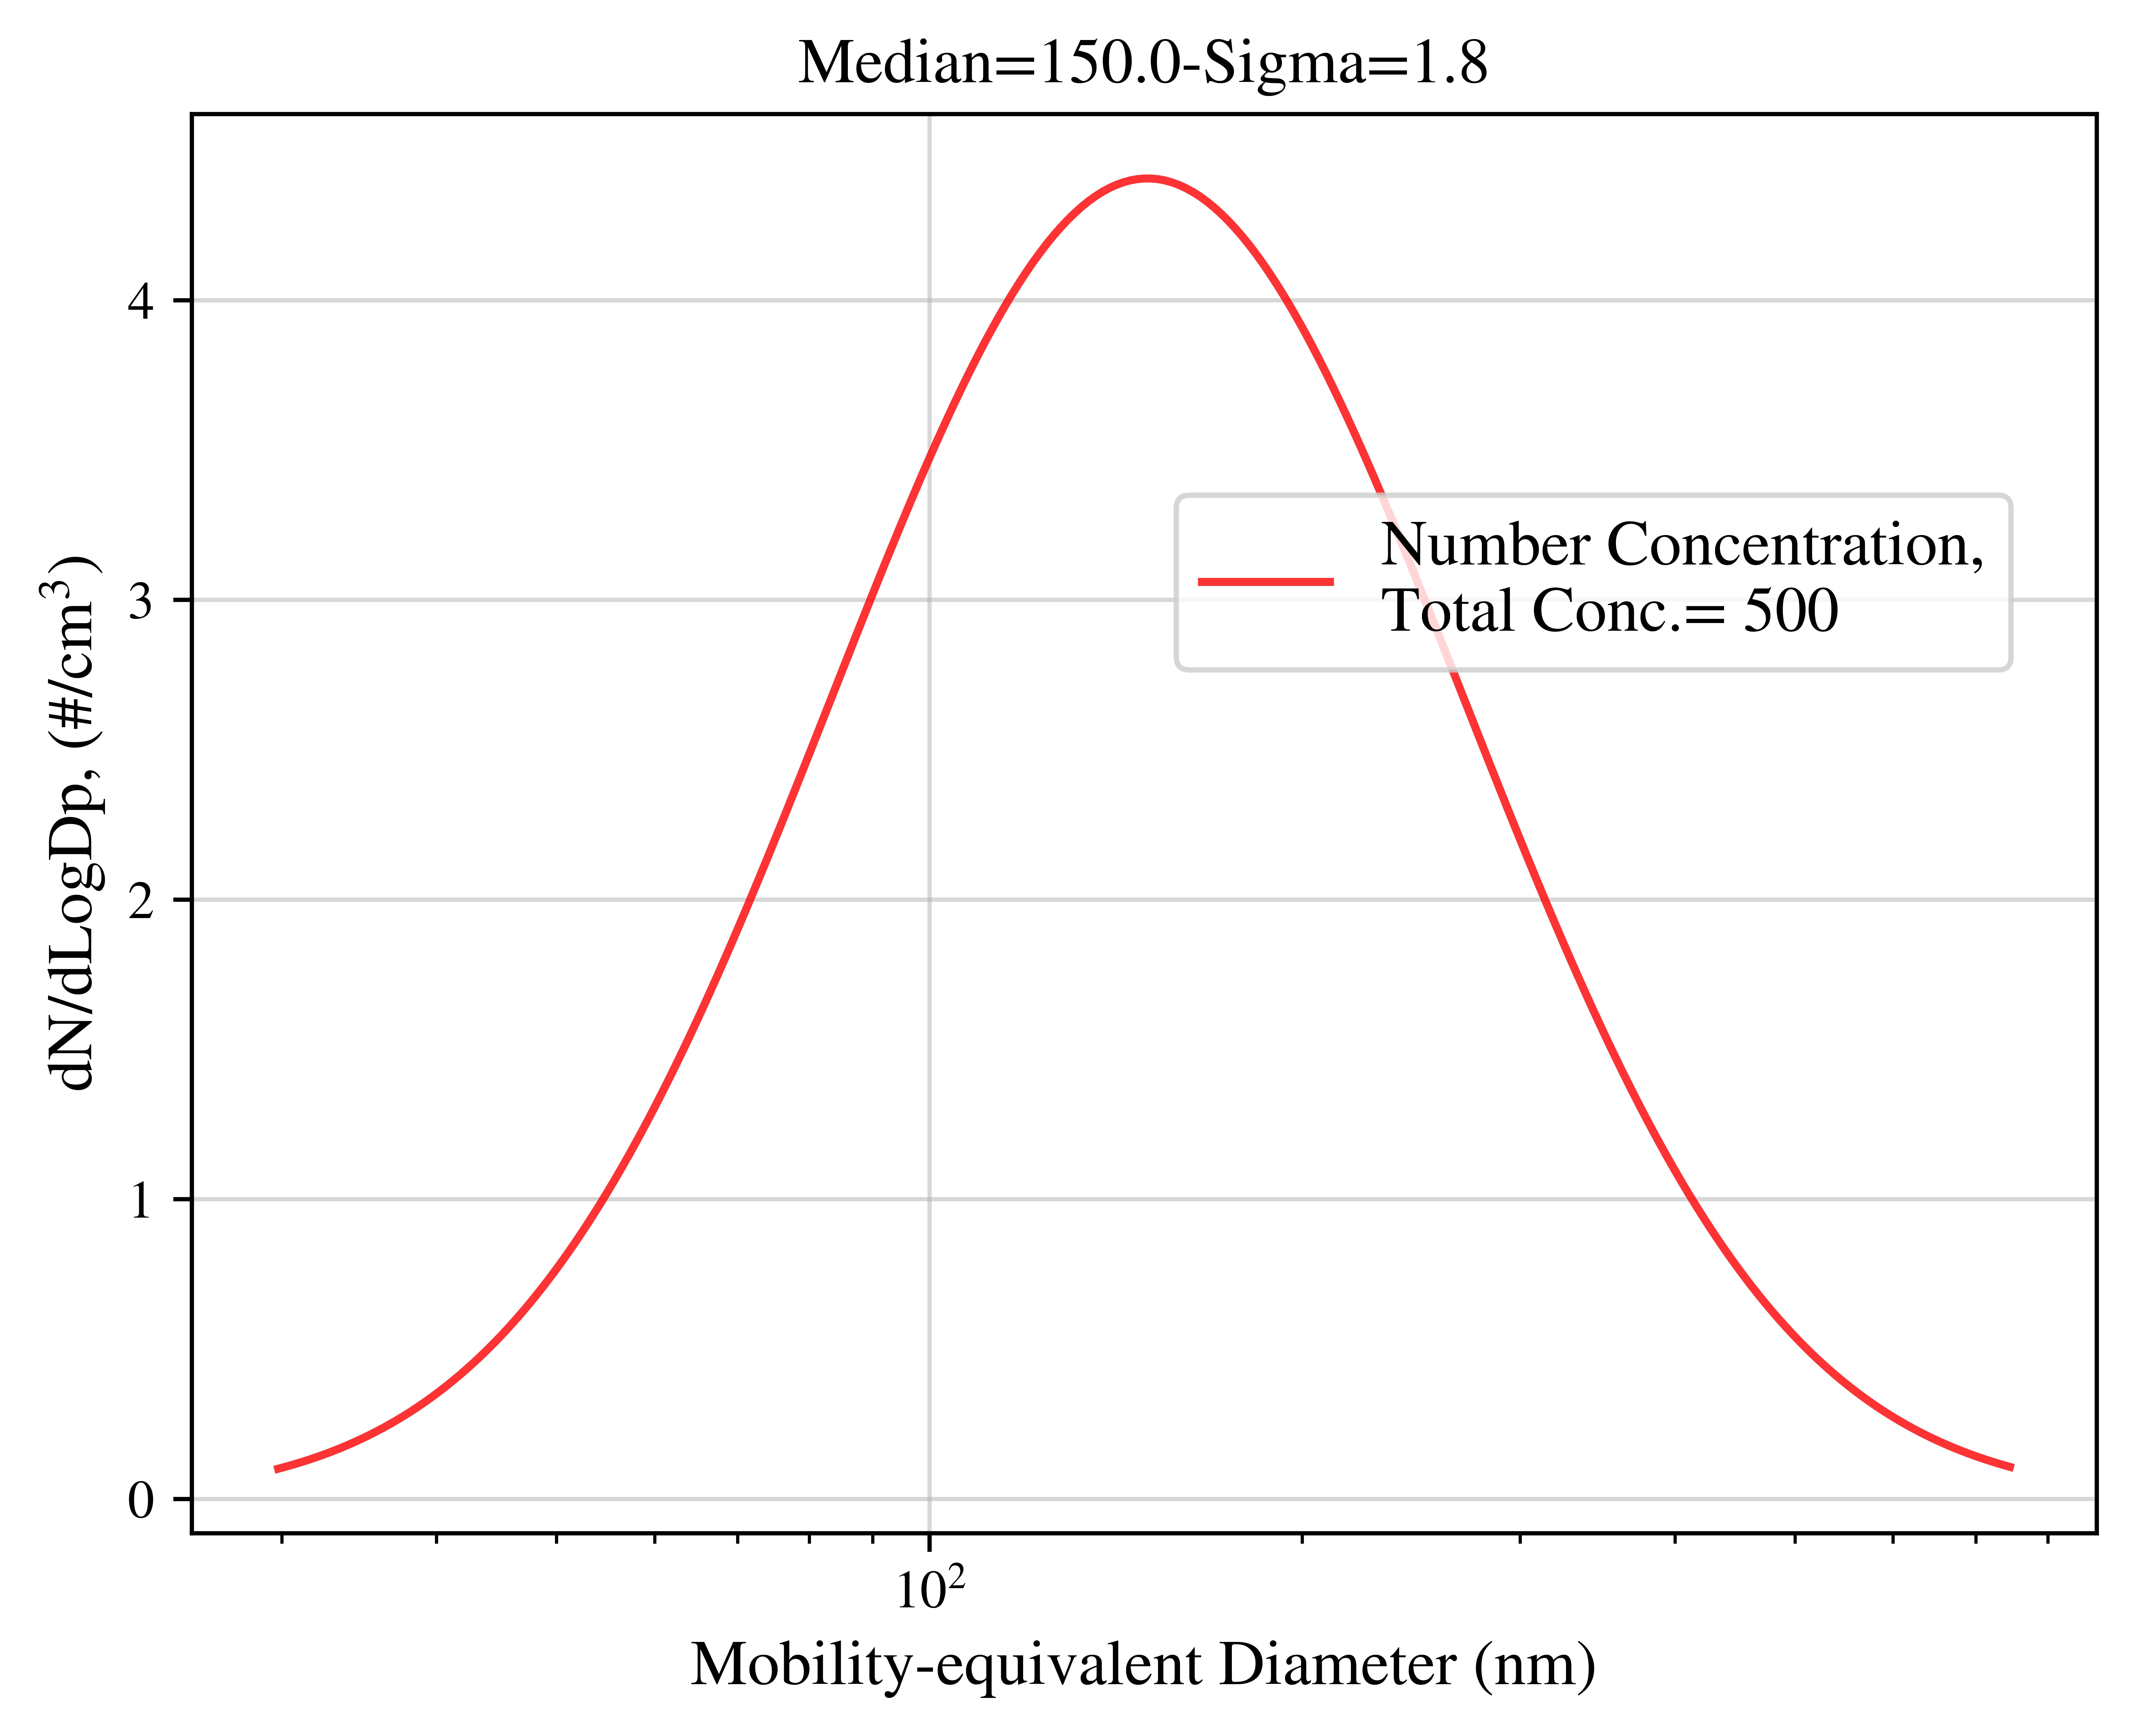 Median=150.0-Sigma=1.8
dN/dLogDp, (#/cm³)
4
3
2
1
0
Number Concentration,
Total Conc.= 500
10²
Mobility-equivalent Diameter (nm)